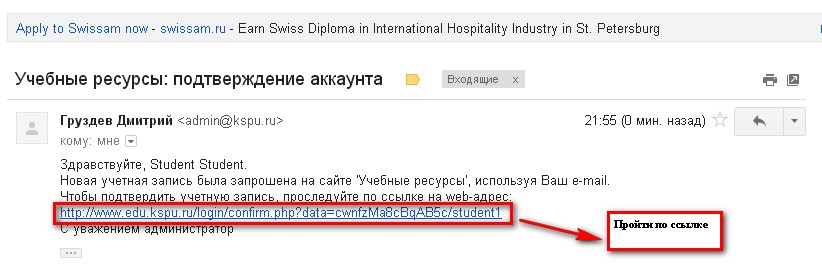 Apply to Swissam now - swissam.ru - Earn Swiss Diploma in International Hospitality Industry in St. Petersburg
Учебные ресурсы: подтверждение аккаунта
Входящие x
Груздев Дмитрий <admin@kspu.ru>
21:55 (0 мин. назад)
кому: мне
Здравствуйте, Student Student.
Новая учетная запись была запрошена на сайте 'Учебные ресурсы', используя Ваш e-mail.
Чтобы подтвердить учетную запись, проследуйте по ссылке на web-адрес:
http://www.edu.kspu.ru/login/confirm.php?data=cwnfzMa8cBqAB5c/student1
Пройти по ссылке
С уважением администратор